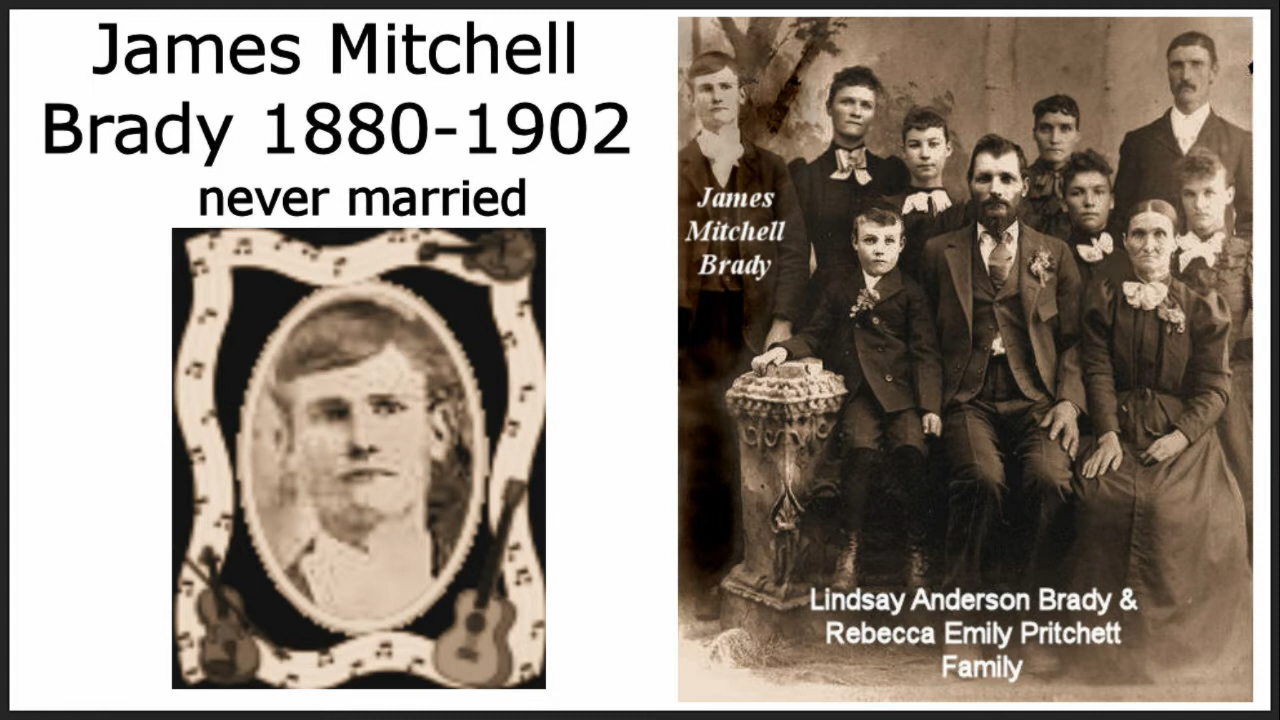 James Mitchell
Brady 1880-1902
never married
James
Mitchell
Brady
Lindsay Anderson Brady &
Rebecca Emily Pritchett
Family